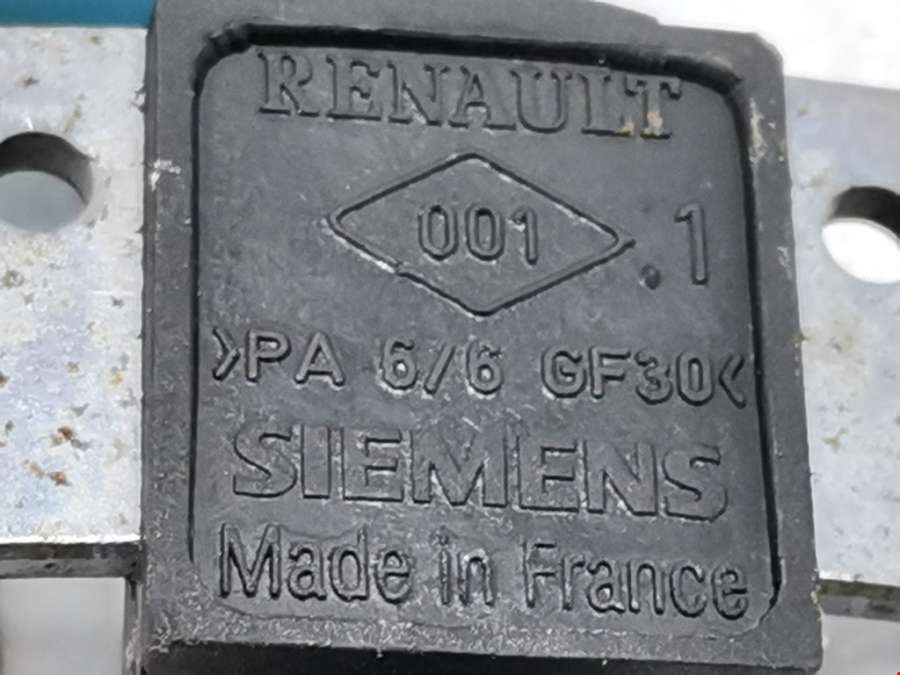 RENAULT
001 .1
>PA 6/6 GF30<
SIEMENS
Made in France